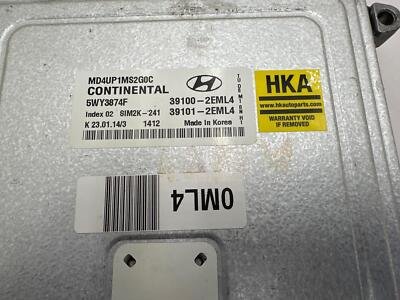 MD4UP1MS2G0C
CONTINENTAL
5WY3874F
Index 02 SIM2K-241
K 23.01.14/3 1412
39100-2EML4
39101-2EML4
Made in Korea
HKA
www.hkautoparts.com
WARRANTY VOID
IF REMOVED
0ML4